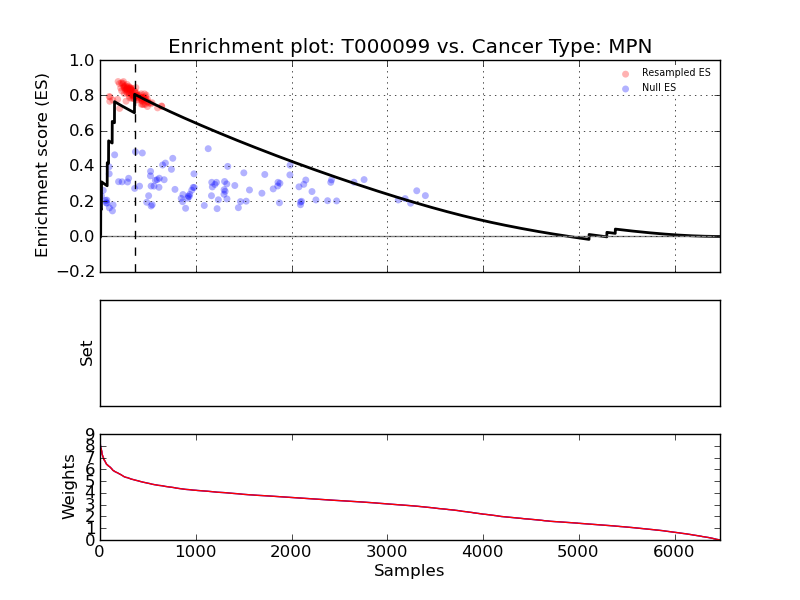 Enrichment plot: T000099 vs. Cancer Type: MPN
Enrichment score (ES)
1.0
0.8
0.6
0.4
0.2
0.0
−0.2
Resampled ES
Null ES
Set
Weights
9
8
7
6
5
4
3
2
1
0
0 1000 2000 3000 4000 5000 6000
Samples